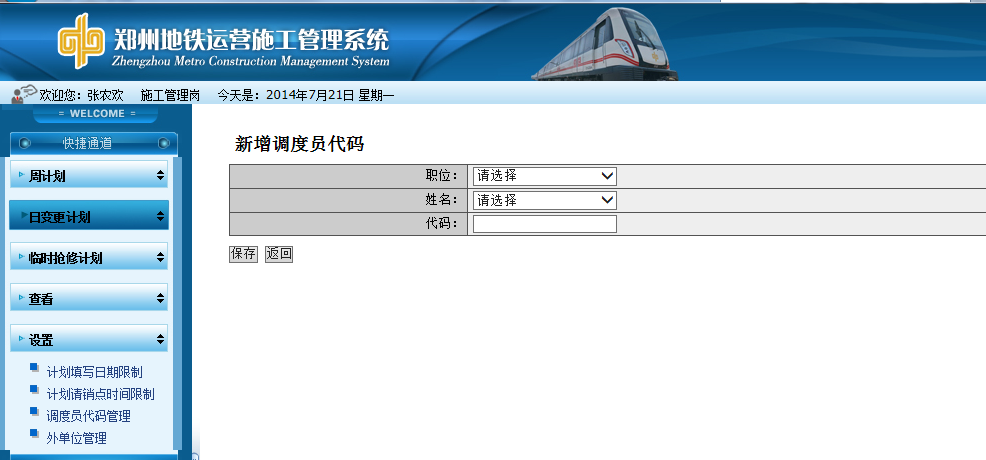 郑州地铁运营施工管理系统
Zhengzhou Metro Construction Management System
欢迎您：张农欢 施工管理岗 今天是：2014年7月21日 星期一
= WELCOME =
快捷通道
周计划
日变更计划
临时抢修计划
查看
设置
计划填写日期限制
计划请销点时间限制
调度员代码管理
外单位管理
新增调度员代码
职位： 请选择
姓名： 请选择
代码：
保存 返回